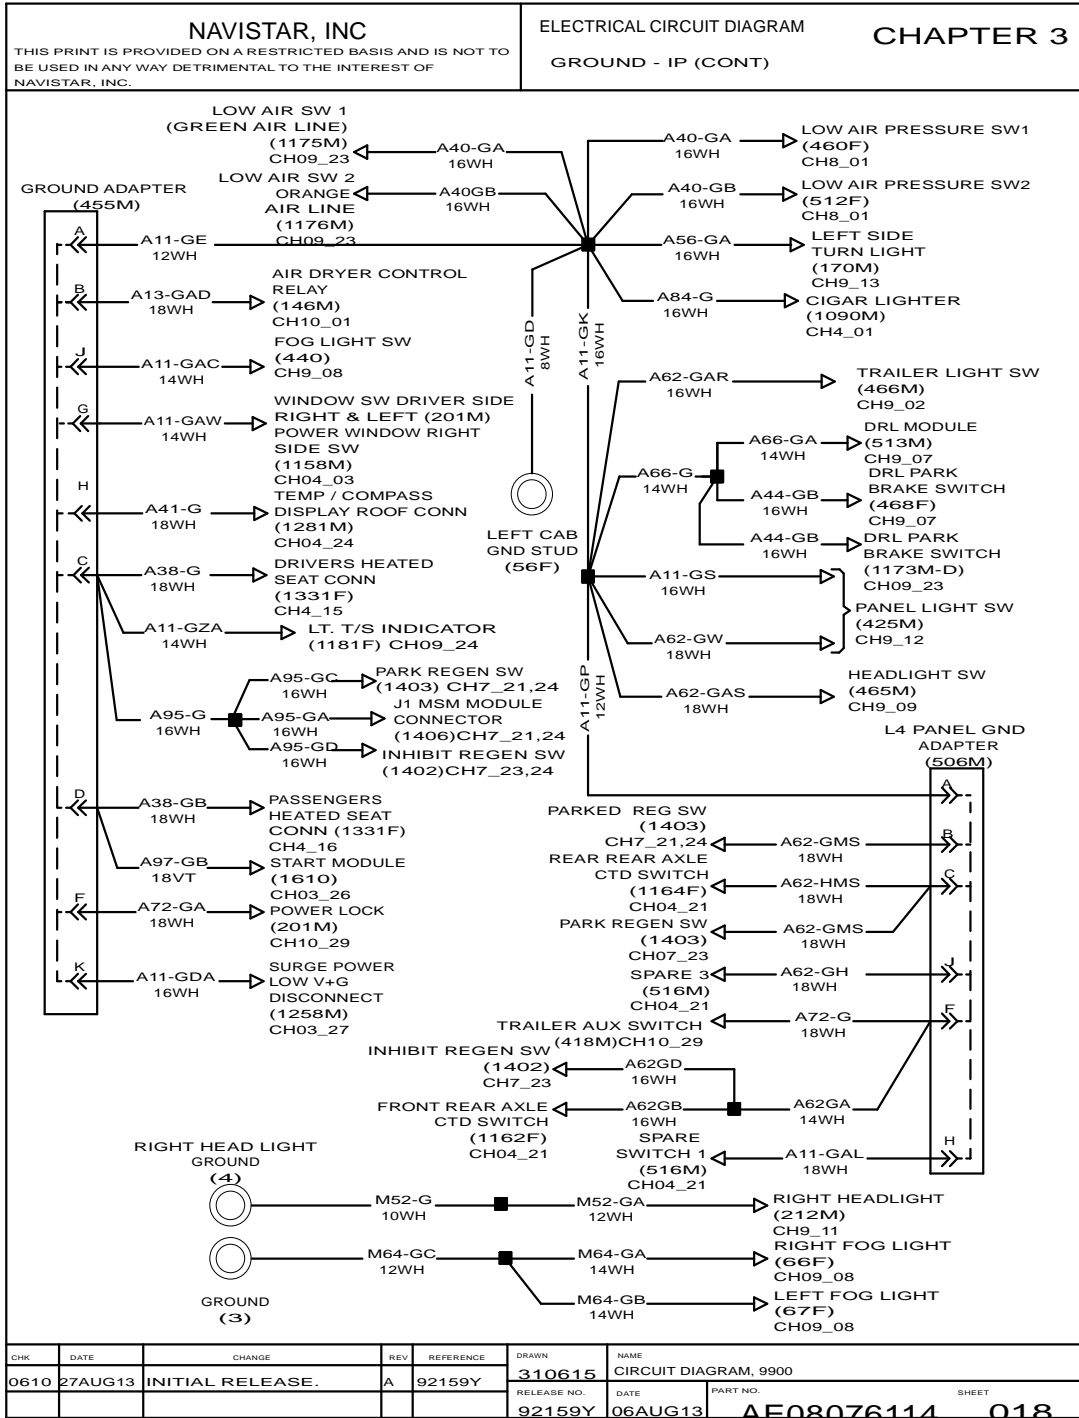 NAVISTAR, INC
THIS PRINT IS PROVIDED ON A RESTRICTED BASIS AND IS NOT TO
BE USED IN ANY WAY DETRIMENTAL TO THE INTEREST OF
NAVISTAR, INC.
ELECTRICAL CIRCUIT DIAGRAM
GROUND - IP (CONT)
CHAPTER 3
LOW AIR SW 1
(GREEN AIR LINE)
(1175M)
CH09_23
A40-GA
16WH
LOW AIR SW 2
ORANGE
AIR LINE
(1176M)
CH09_23
A40GB
16WH
A40-GA
16WH
LOW AIR PRESSURE SW1
(460F)
CH8_01
A40-GB
16WH
LOW AIR PRESSURE SW2
(512F)
CH8_01
A56-GA
16WH
LEFT SIDE
TURN LIGHT
(170M)
CH9_13
A84-G
16WH
CIGAR LIGHTER
(1090M)
CH4_01
GROUND ADAPTER
(455M)
A
A11-GE
12WH
B
A13-GAD
18WH
AIR DRYER CONTROL
RELAY
(146M)
CH10_01
J
A11-GAC
14WH
FOG LIGHT SW
(440)
CH9_08
G
A11-GAW
14WH
WINDOW SW DRIVER SIDE
RIGHT & LEFT (201M)
POWER WINDOW RIGHT
SIDE SW
(1158M)
CH04_03
H
A41-G
18WH
TEMP / COMPASS
DISPLAY ROOF CONN
(1281M)
CH04_24
C
A38-G
18WH
DRIVERS HEATED
SEAT CONN
(1331F)
CH4_15
A11-GZA
14WH
LT. T/S INDICATOR
(1181F) CH09_24
A95-G
16WH
A95-GC
16WH
PARK REGEN SW
(1403) CH7_21,24
A95-GA
16WH
J1 MSM MODULE
CONNECTOR
(1406)CH7_21,24
A95-GD
16WH
INHIBIT REGEN SW
(1402)CH7_23,24
D
A38-GB
18WH
PASSENGERS
HEATED SEAT
CONN (1331F)
CH4_16
A97-GB
18VT
START MODULE
(1610)
CH03_26
F
A72-GA
18WH
POWER LOCK
(201M)
CH10_29
K
A11-GDA
16WH
SURGE POWER
LOW V+G
DISCONNECT
(1258M)
CH03_27
A11-GD
8WH
LEFT CAB
GND STUD
(56F)
A11-GK
16WH
A62-GAR
16WH
TRAILER LIGHT SW
(466M)
CH9_02
A66-G
14WH
A66-GA
14WH
DRL MODULE
(513M)
CH9_07
A44-GB
16WH
DRL PARK
BRAKE SWITCH
(468F)
CH9_07
A44-GB
16WH
DRL PARK
BRAKE SWITCH
(1173M-D)
CH09_23
A11-GS
16WH
A62-GW
18WH
PANEL LIGHT SW
(425M)
CH9_12
A62-GAS
18WH
HEADLIGHT SW
(465M)
CH9_09
A11-GP
12WH
L4 PANEL GND
ADAPTER
(506M)
A
PARKED REG SW
(1403)
CH7_21,24
A62-GMS
18WH
B
REAR REAR AXLE
CTD SWITCH
(1164F)
CH04_21
A62-HMS
18WH
C
PARK REGEN SW
(1403)
CH07_23
A62-GMS
18WH
SPARE 3
(516M)
CH04_21
A62-GH
18WH
J
TRAILER AUX SWITCH
(418M)CH10_29
A72-G
18WH
F
INHIBIT REGEN SW
(1402)
CH7_23
A62GD
16WH
FRONT REAR AXLE
CTD SWITCH
(1162F)
CH04_21
A62GB
16WH
A62GA
14WH
SPARE
SWITCH 1
(516M)
CH04_21
A11-GAL
18WH
H
RIGHT HEAD LIGHT
GROUND
(4)
M52-G
10WH
M52-GA
12WH
RIGHT HEADLIGHT
(212M)
CH9_11
M64-GC
12WH
M64-GA
14WH
RIGHT FOG LIGHT
(66F)
CH09_08
GROUND
(3)
M64-GB
14WH
LEFT FOG LIGHT
(67F)
CH09_08
CHK DATE CHANGE REV REFERENCE
0610 27AUG13 INITIAL RELEASE. A 92159Y
DRAWN
310615
NAME
CIRCUIT DIAGRAM, 9900
RELEASE NO.
92159Y
DATE
06AUG13
PART NO.
AE08076114
SHEET
018